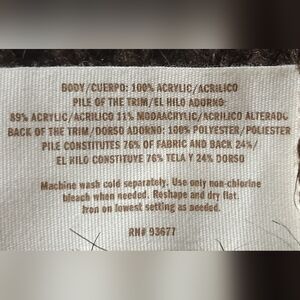 BODY/CUERPO: 100% ACRYLIC/ACRILICO
PILE OF THE TRIM/EL HILO ADORNO:
89% ACRYLIC/ACRILICO 11% MODAACRYLIC/ACRILICO ALTERADO
BACK OF THE TRIM/DORSO ADORNO: 100% POLYESTER/POLIESTER
PILE CONSTITUTES 76% OF FABRIC AND BACK 24%/
EL HILO CONSTITUYE 76% TELA Y 24% DORSO
Machine wash cold separately. Use only non-chlorine
bleach when needed. Reshape and dry flat.
Iron on lowest setting as needed.
RN# 93677